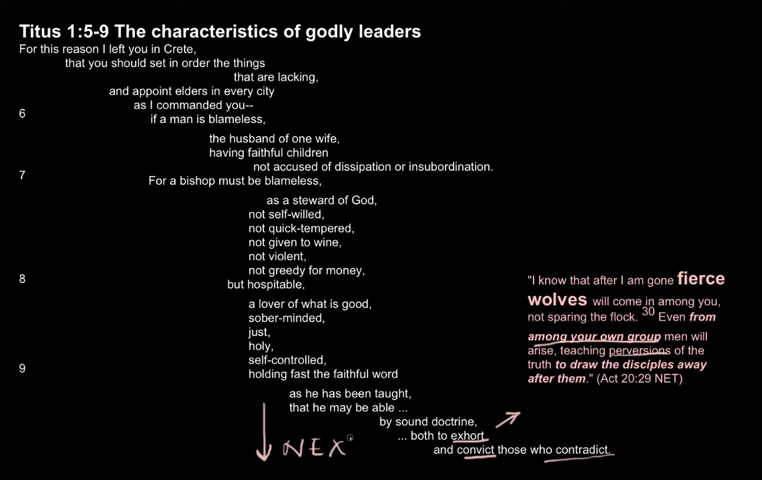 Titus 1:5-9 The characteristics of godly leaders
For this reason I left you in Crete,
that you should set in order the things
that are lacking,
and appoint elders in every city
as I commanded you--
6
if a man is blameless,
the husband of one wife,
having faithful children
not accused of dissipation or insubordination.
7
For a bishop must be blameless,
as a steward of God,
not self-willed,
not quick-tempered,
not given to wine,
not violent,
not greedy for money,
8
but hospitable,
a lover of what is good,
sober-minded,
just,
holy,
self-controlled,
9
holding fast the faithful word
as he has been taught,
that he may be able ...
by sound doctrine,
... both to exhort
and convict those who contradict.
"I know that after I am gone fierce
wolves will come in among you,
not sparing the flock. 30 Even from
among your own group men will
arise, teaching perversions of the
truth to draw the disciples away
after them." (Act 20:29 NET)
NEX